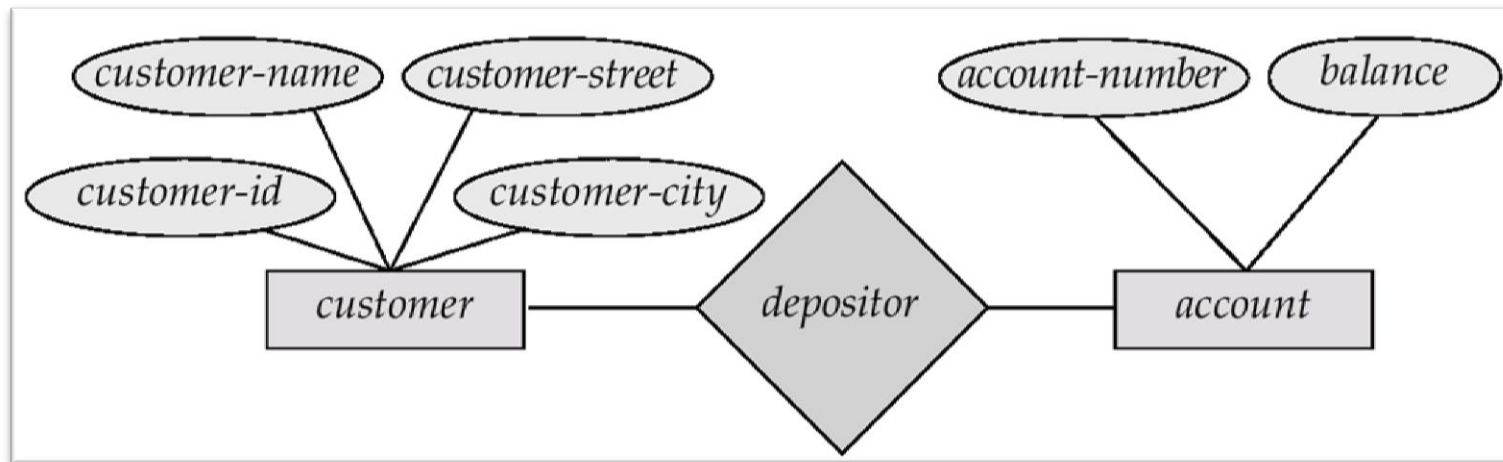 customer-name customer-street account-number balance
customer-id customer-city
customer depositor account